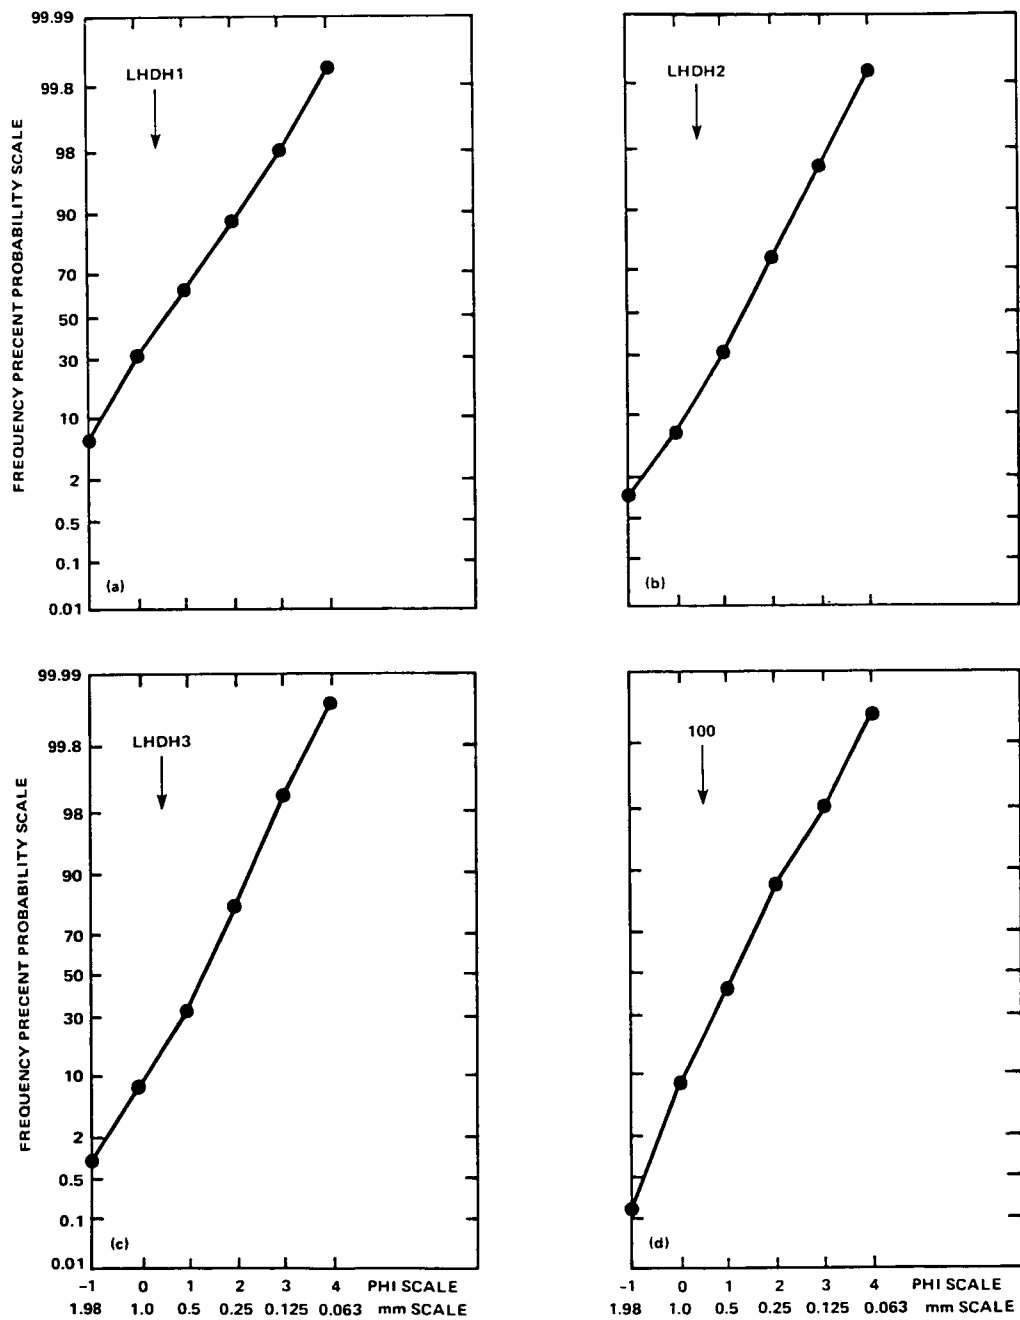 99.99
99.8
98
90
70
50
30
10
2
0.5
0.1
0.01
FREQUENCY PRECENT PROBABILITY SCALE
LHDH1
(a)
LHDH2
(b)
99.99
99.8
98
90
70
50
30
10
2
0.5
0.1
0.01
FREQUENCY PRECENT PROBABILITY SCALE
LHDH3
(c)
100
(d)
-1 0 1 2 3 4 PHI SCALE
1.98 1.0 0.5 0.25 0.125 0.063 mm SCALE
-1 0 1 2 3 4 PHI SCALE
1.98 1.0 0.5 0.25 0.125 0.063 mm SCALE